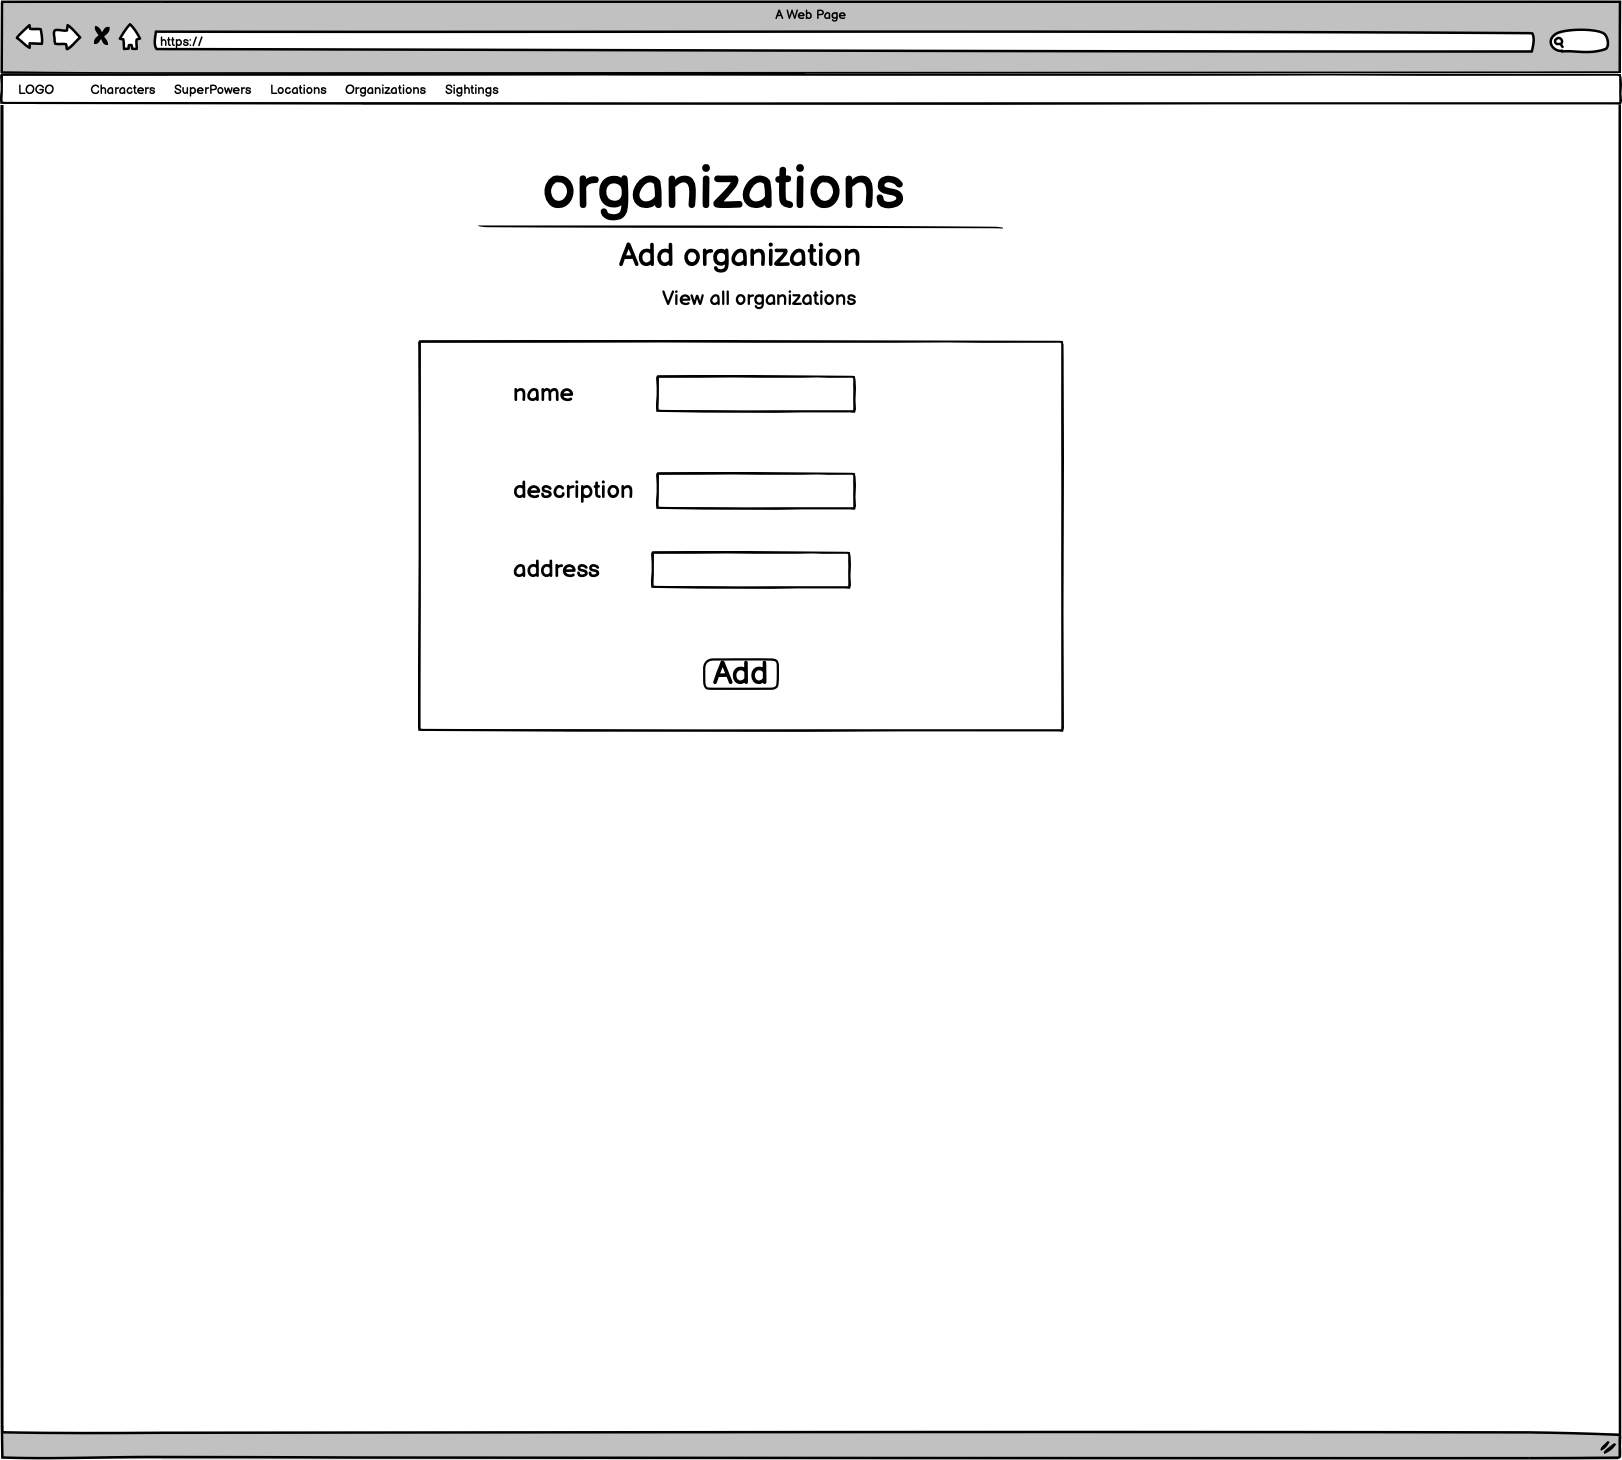 A Web Page
https://
LOGO Characters SuperPowers Locations Organizations Sightings
organizations
Add organization
View all organizations
name
description
address
Add